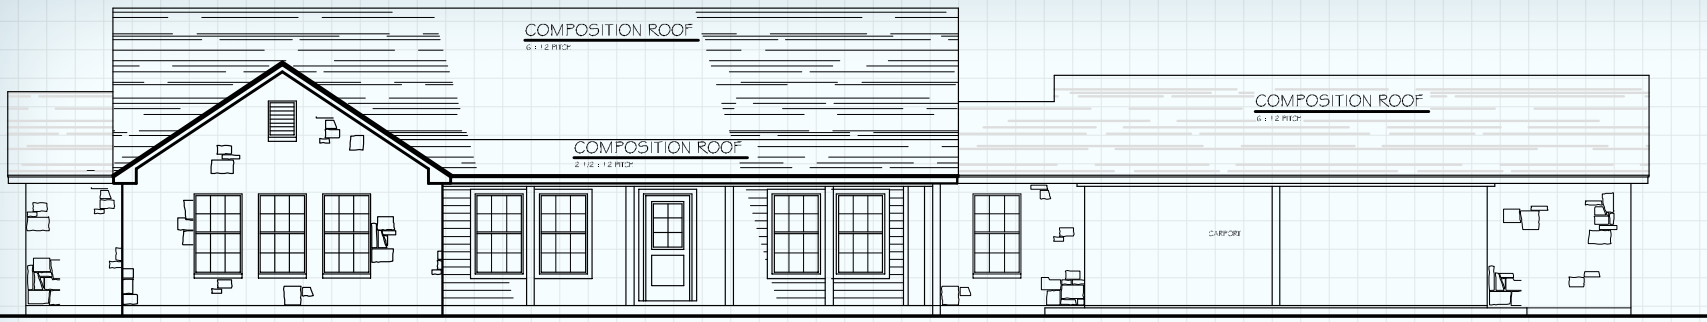 COMPOSITION ROOF
6 : 12 PITCH
COMPOSITION ROOF
6 : 12 PITCH
COMPOSITION ROOF
2 1/2 : 12 PITCH
CARPORT